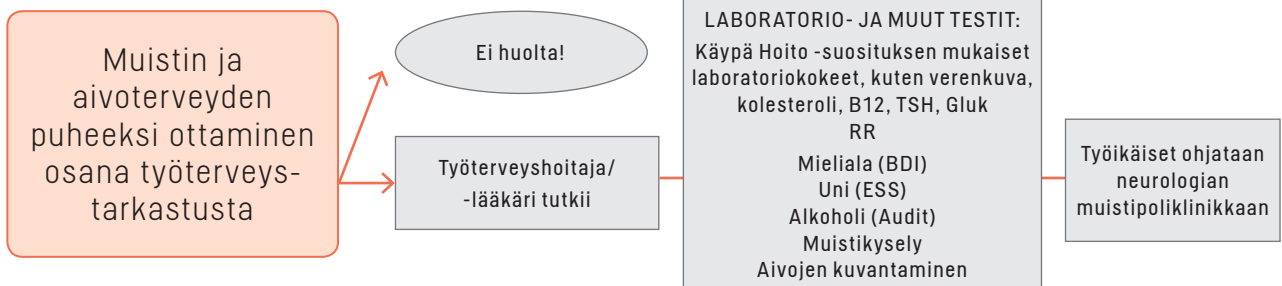 Muistin ja
aivoterveyden
puheeksi ottaminen
osana työterveys-
tarkastusta
Ei huolta!
Työterveyshoitaja/
-lääkäri tutkii
LABORATORIO- JA MUUT TESTIT:
Käypä Hoito -suosituksen mukaiset
laboratoriokokeet, kuten verenkuva,
kolesteroli, B12, TSH, Gluk
RR
Mieliala (BDI)
Uni (ESS)
Alkoholi (Audit)
Muistikysely
Aivojen kuvantaminen
Työikäiset ohjataan
neurologian
muistipoliklinikkaan